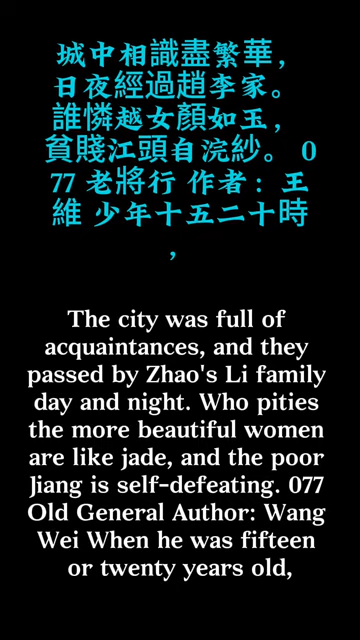 城中相識盡繁華，
日夜經過趙李家。
誰憐越女顏如玉，
貧賤江頭自浣紗。 0
77 老將行 作者： 王
維 少年十五二十時
，
The city was full of
acquaintances, and they
passed by Zhao's Li family
day and night. Who pities
the more beautiful women
are like jade, and the poor
Jiang is self-defeating. 077
Old General Author: Wang
Wei When he was fifteen
or twenty years old,